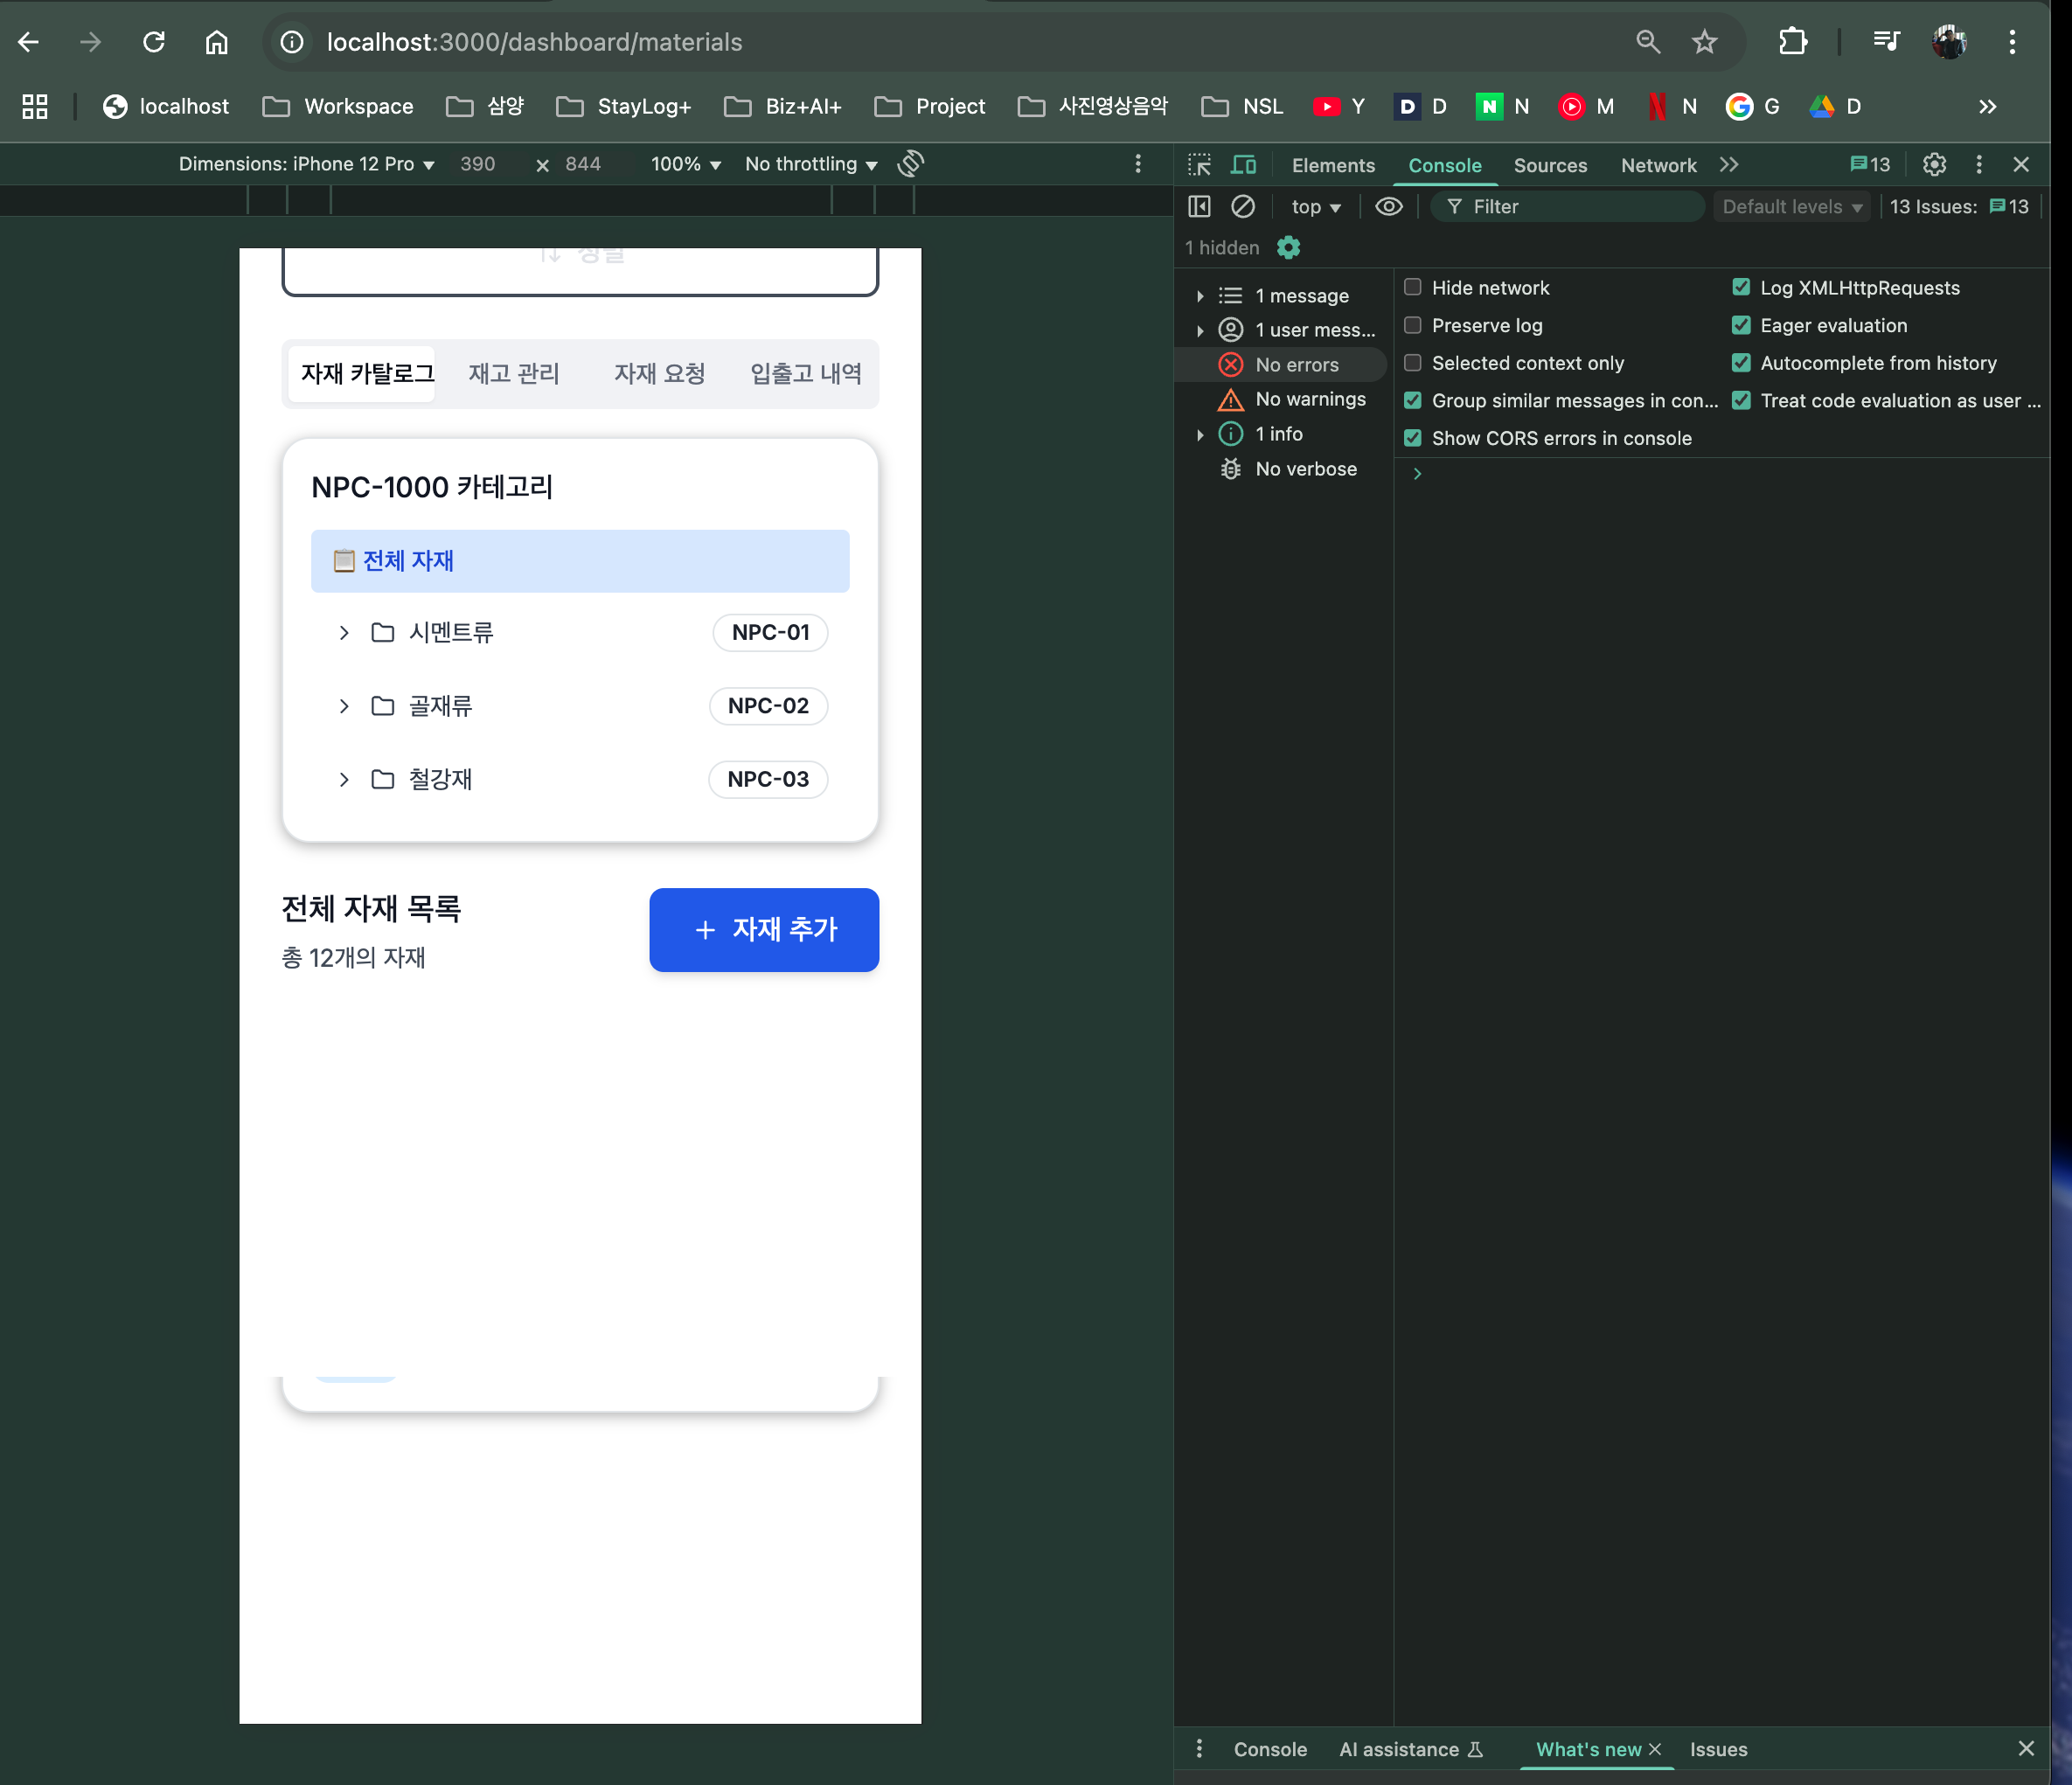 localhost:3000/dashboard/materials
localhost Workspace 삼양 StayLog+ Biz+AI+ Project 사진영상음악 NSL Y D N M N G D
Dimensions: iPhone 12 Pro 390 x 844 100% No throttling
Elements Console Sources Network 13
top Filter Default levels 13 Issues: 13
1 hidden
1 message
1 user mess...
No errors
No warnings
1 info
No verbose
Hide network Log XMLHttpRequests
Preserve log Eager evaluation
Selected context only Autocomplete from history
Group similar messages in con... Treat code evaluation as user ...
Show CORS errors in console
자재 카탈로그 재고 관리 자재 요청 입출고 내역
NPC-1000 카테고리
전체 자재
시멘트류 NPC-01
골재류 NPC-02
철강재 NPC-03
전체 자재 목록
총 12개의 자재
+ 자재 추가
Console AI assistance What's new Issues